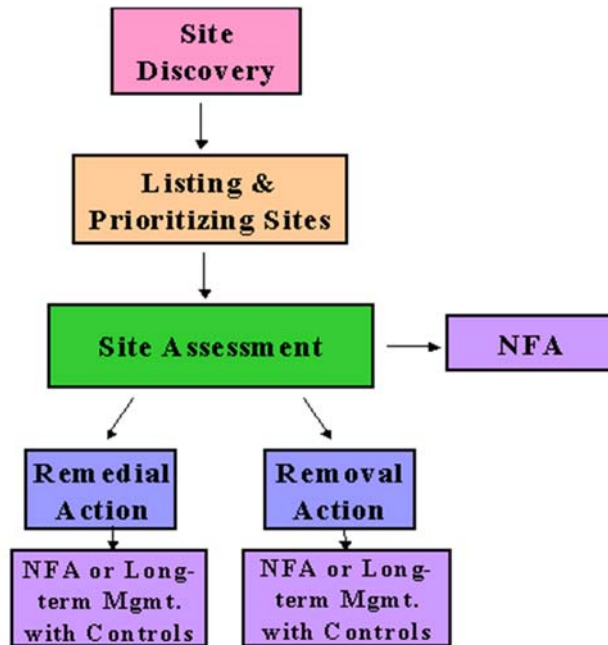 Site
Discovery
Listing &
Prioritizing Sites
Site Assessment
NFA
Remedial
Action
Removal
Action
NFA or Long-
term Mgmt.
with Controls
NFA or Long-
term Mgmt.
with Controls